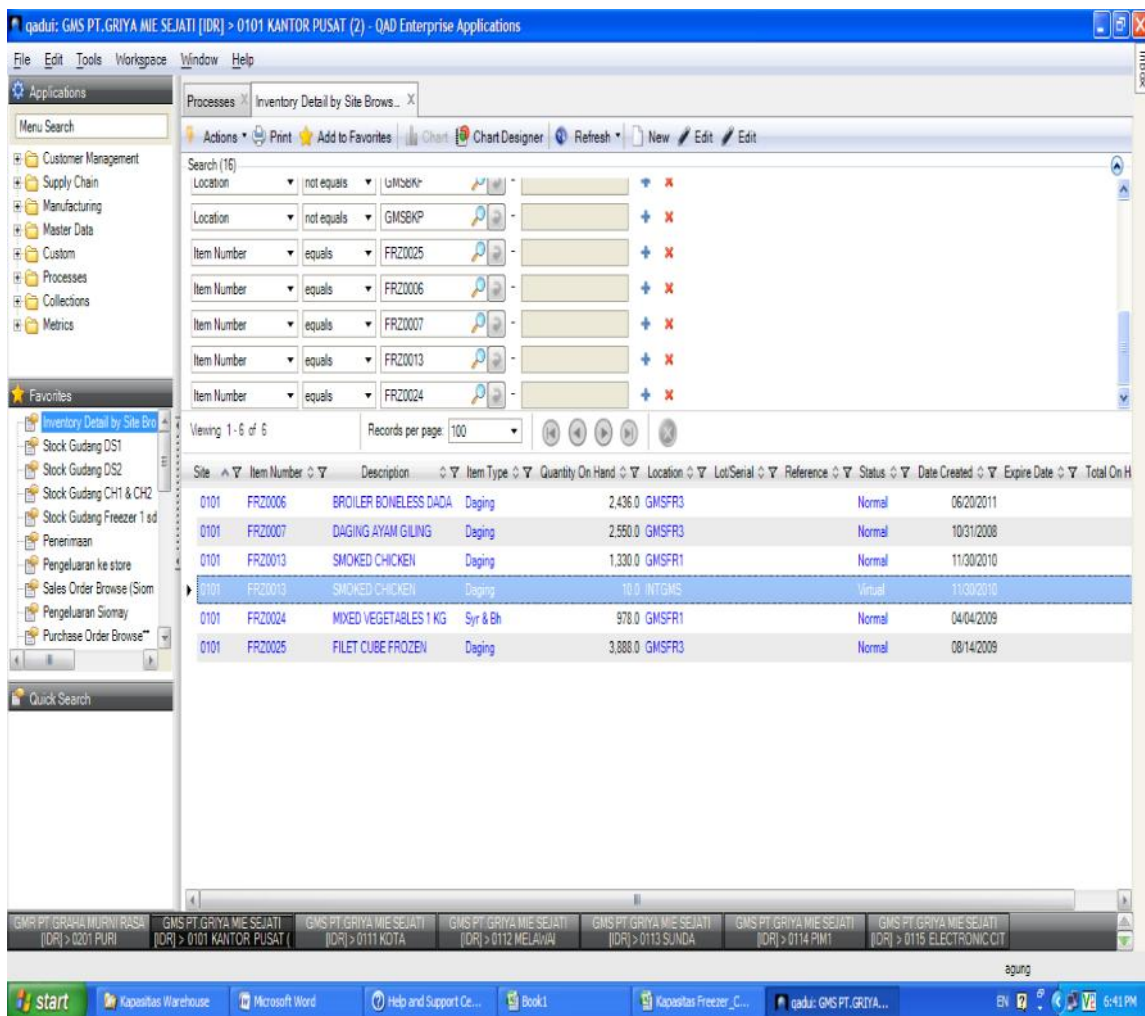 qadui: GMS PT.GRIYA MIE SEJATI [IDR] > 0101 KANTOR PUSAT (2) - QAD Enterprise Applications
File Edit Tools Workspace Window Help
Applications
Menu Search
Customer Management
Supply Chain
Manufacturing
Master Data
Custom
Processes
Collections
Metrics
Favorites
Inventory Detail by Site Bro
Stock Gudang DS1
Stock Gudang DS2
Stock Gudang CH1 & CH2
Stock Gudang Freezer 1 sd
Penerimaan
Pengeluaran ke store
Sales Order Browse (Siom
Pengeluaran Siomay
Purchase Order Browse**
Quick Search
Processes Inventory Detail by Site Brows...
Actions Print Add to Favorites Chart Chart Designer Refresh New Edit Edit
Search (16)
Location not equals GMSBKF -
Location not equals GMSBKP -
Item Number equals FRZ0025 -
Item Number equals FRZ0006 -
Item Number equals FRZ0007 -
Item Number equals FRZ0013 -
Item Number equals FRZ0024 -
Viewing 1 - 6 of 6 Records per page: 100
Site Item Number Description Item Type Quantity On Hand Location Lot/Serial Reference Status Date Created Expire Date Total On H
0101 FRZ0006 BROILER BONELESS DADA Daging 2,436.0 GMSFR3 Normal 06/20/2011
0101 FRZ0007 DAGING AYAM GILING Daging 2,550.0 GMSFR3 Normal 10/31/2008
0101 FRZ0013 SMOKED CHICKEN Daging 1,330.0 GMSFR1 Normal 11/30/2010
0101 FRZ0013 SMOKED CHICKEN Daging 10.0 INTGMS Virtual 11/30/2010
0101 FRZ0024 MIXED VEGETABLES 1 KG Syr & Bh 978.0 GMSFR1 Normal 04/04/2009
0101 FRZ0025 FILET CUBE FROZEN Daging 3,888.0 GMSFR3 Normal 08/14/2009
GMR PT.GRAHA MURNI RASA [IDR] > 0201 PURI
GMS PT.GRIYA MIE SEJATI [IDR] > 0101 KANTOR PUSAT (
GMS PT.GRIYA MIE SEJATI [IDR] > 0111 KOTA
GMS PT.GRIYA MIE SEJATI [IDR] > 0112 MELAWAI
GMS PT.GRIYA MIE SEJATI [IDR] > 0113 SUNDA
GMS PT.GRIYA MIE SEJATI [IDR] > 0114 PIM1
GMS PT.GRIYA MIE SEJATI [IDR] > 0115 ELECTRONIC CIT
agung
start Kapasitas Warehouse Microsoft Word Help and Support Ce... Book1 Kapasitas Freezer_C... qadui: GMS PT.GRIYA... EN 6:41 PM